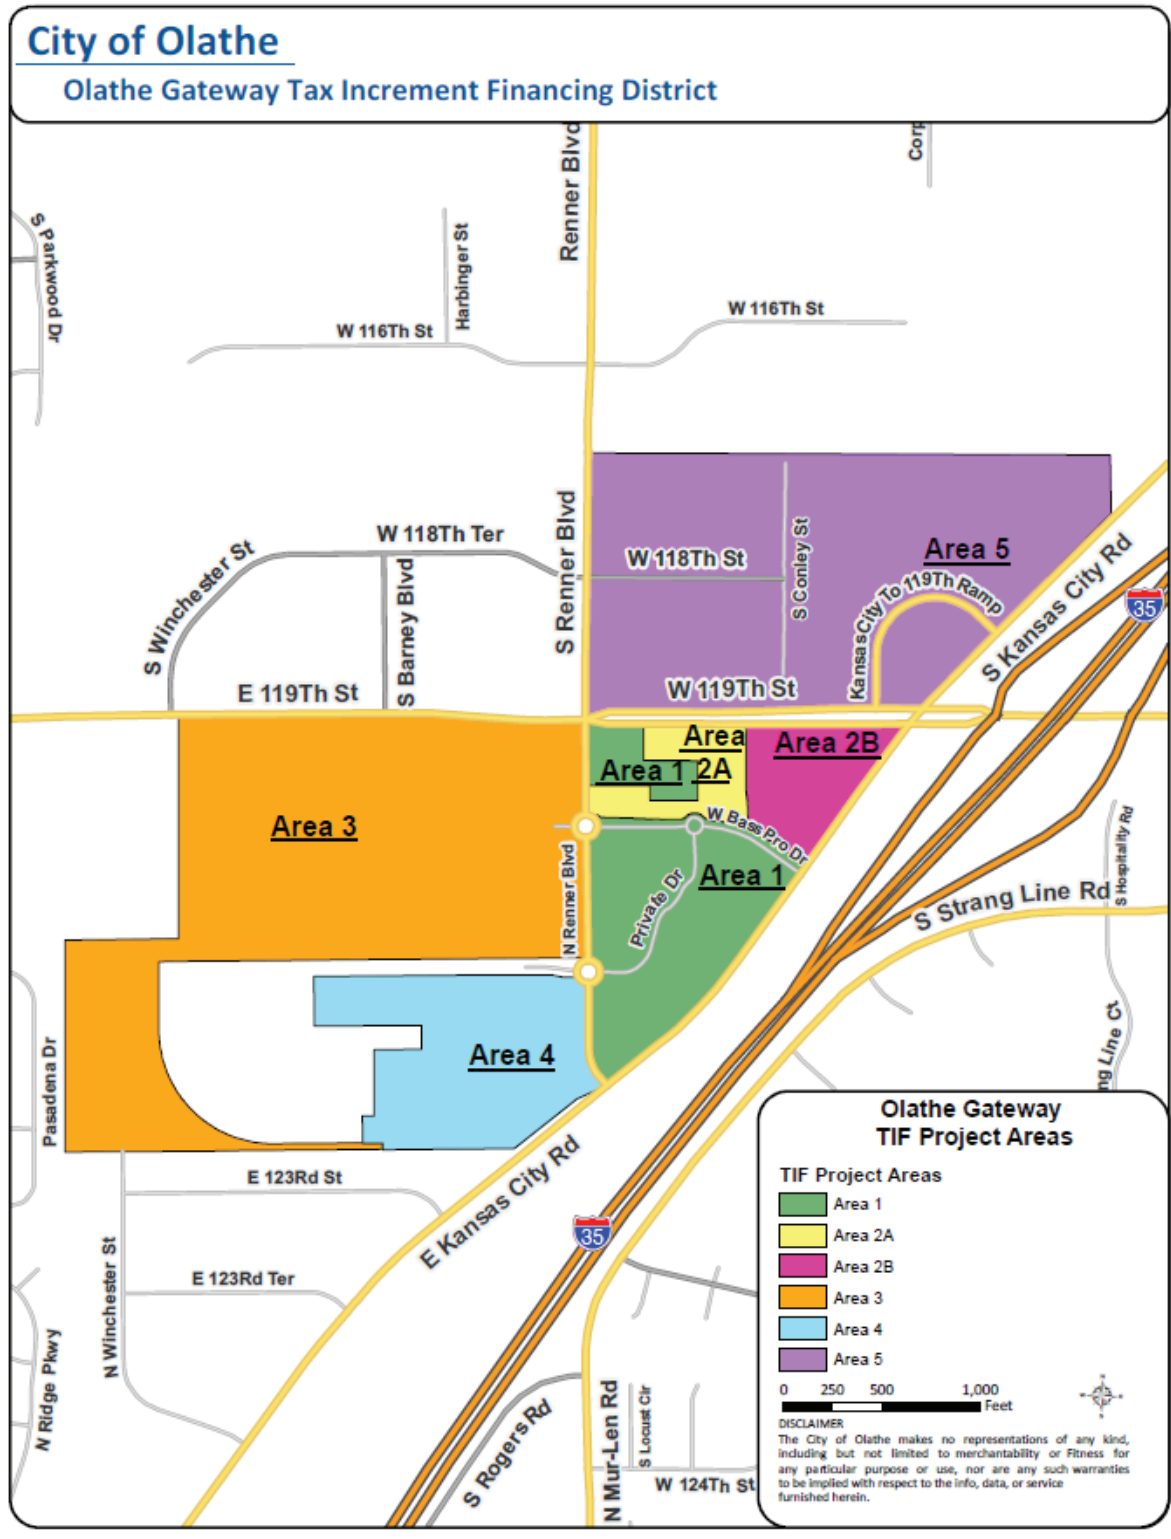 City of Olathe
Olathe Gateway Tax Increment Financing District
Renner Blvd
Corp
S Parkwood Dr
Harbinger St
W 116Th St
W 116Th St
S Renner Blvd
W 118Th Ter
S Winchester St
S Barney Blvd
W 118Th St
S Conley St
Area 5
Kansas City To 119Th Ramp
S Kansas City Rd
35
E 119Th St
W 119Th St
Area 1
Area
2A
Area 2B
Area 3
W Bass Pro Dr
N Renner Blvd
Private Dr
Area 1
S Hospitality Rd
S Strang Line Rd
Area 4
Pasadena Dr
ng Line Ct
E 123Rd St
E Kansas City Rd
35
N Winchester St
E 123Rd Ter
N Ridge Pkwy
S Rogers Rd
N Mur-Len Rd
S Locust Cir
W 124Th St
Olathe Gateway
TIF Project Areas
TIF Project Areas
Area 1
Area 2A
Area 2B
Area 3
Area 4
Area 5
0 250 500 1,000
Feet
DISCLAIMER
The City of Olathe makes no representations of any kind,
including but not limited to merchantability or Fitness for
any particular purpose or use, nor are any such warranties
to be implied with respect to the info, data, or service
furnished herein.